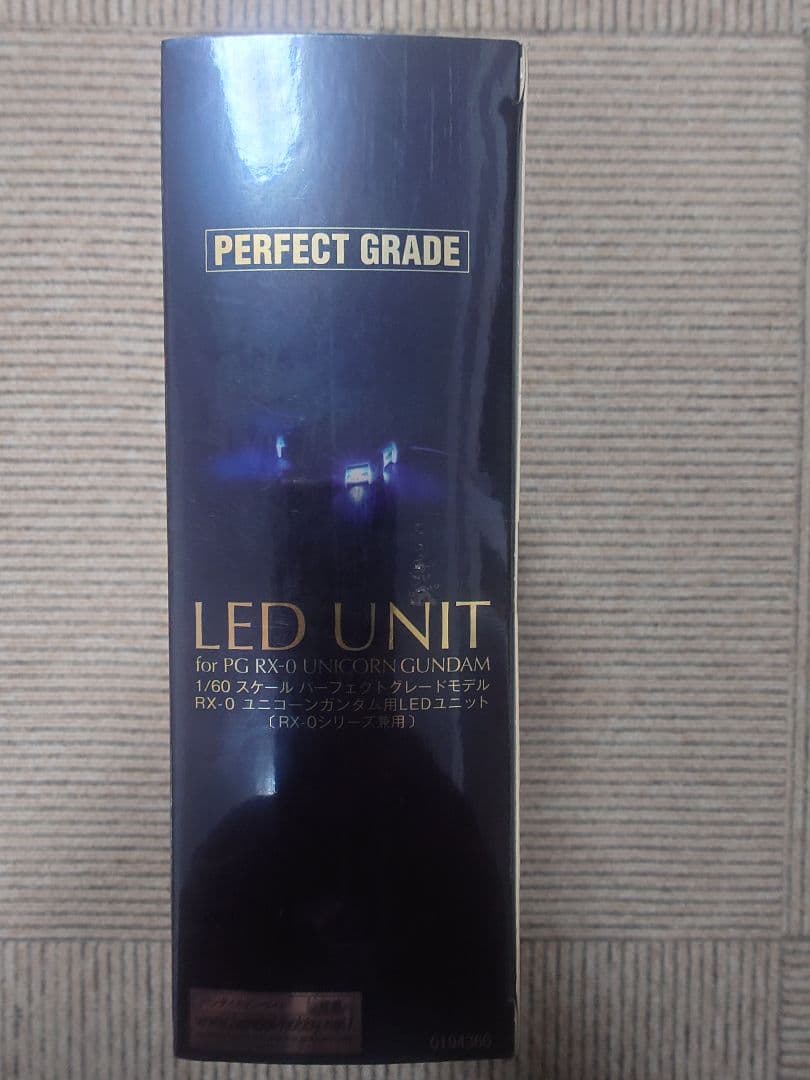 PERFECT GRADE
LED UNIT
for PG RX-0 UNICORN GUNDAM
1/60 スケール パーフェクトグレードモデル
RX-0 ユニコーンガンダム用LEDユニット
〔RX-0シリーズ兼用〕
0194366